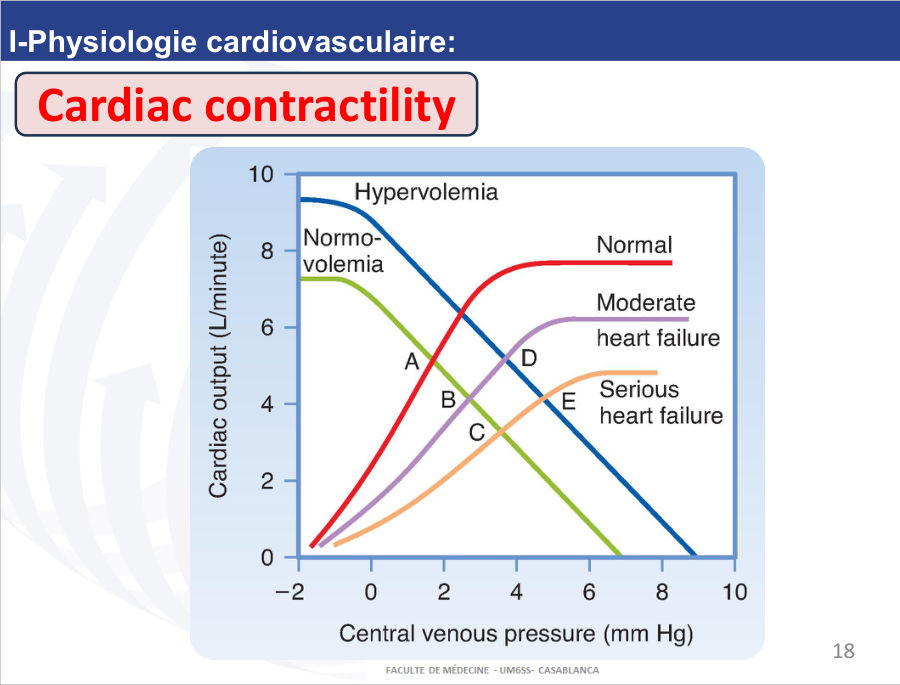 I-Physiologie cardiovasculaire:
Cardiac contractility
10
8
6
4
2
0
Cardiac output (L/minute)
Hypervolemia
Normo-
volemia
Normal
Moderate
heart failure
Serious
heart failure
A
B
C
D
E
−2
0
2
4
6
8
10
Central venous pressure (mm Hg)
18
FACULTE DE MÉDECINE - UM6SS- CASABLANCA